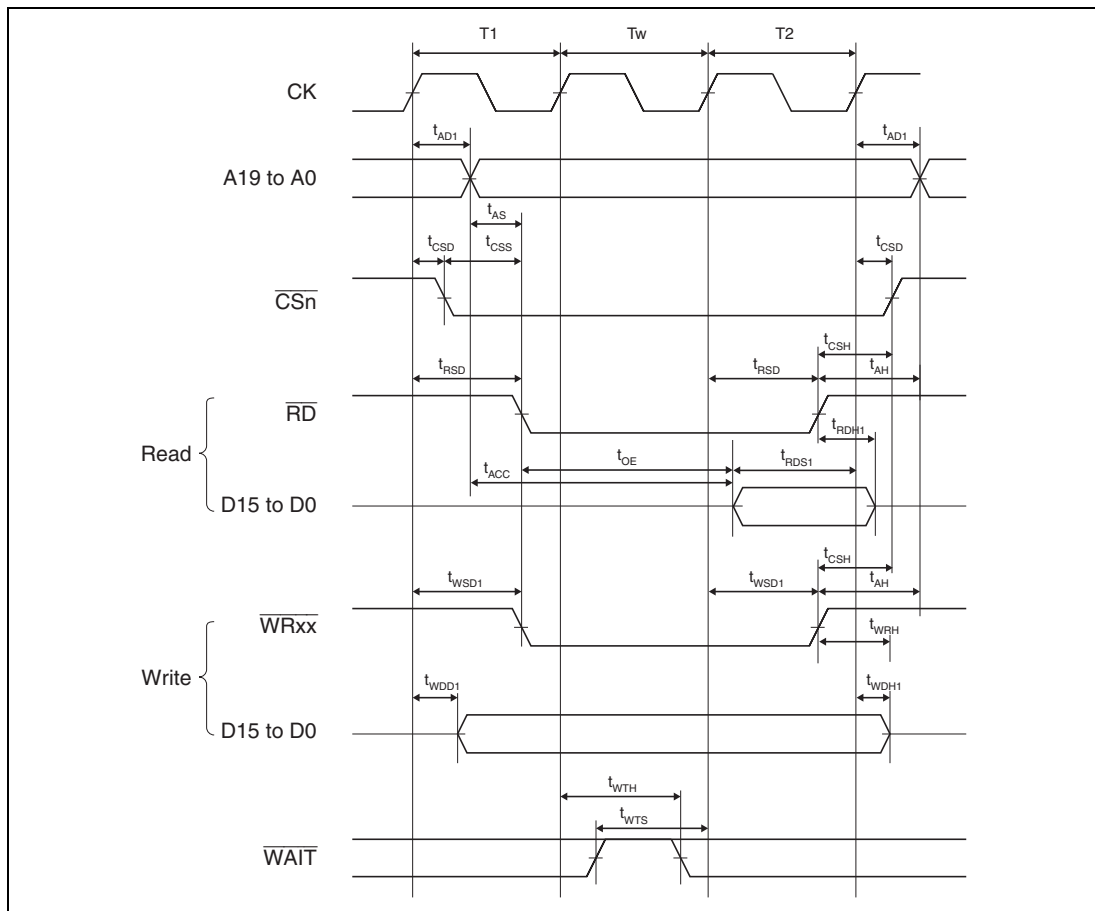 T1 Tw T2
CK
tAD1 tAD1
A19 to A0
tAS
tCSD tCSS tCSD
CSn
tCSH
tRSD tRSD tAH
RD
tRDH1
Read
tOE tRDS1
tACC
D15 to D0
tCSH
tWSD1 tWSD1 tAH
WRxx
tWRH
Write
tWDD1 tWDH1
D15 to D0
tWTH
tWTS
WAIT